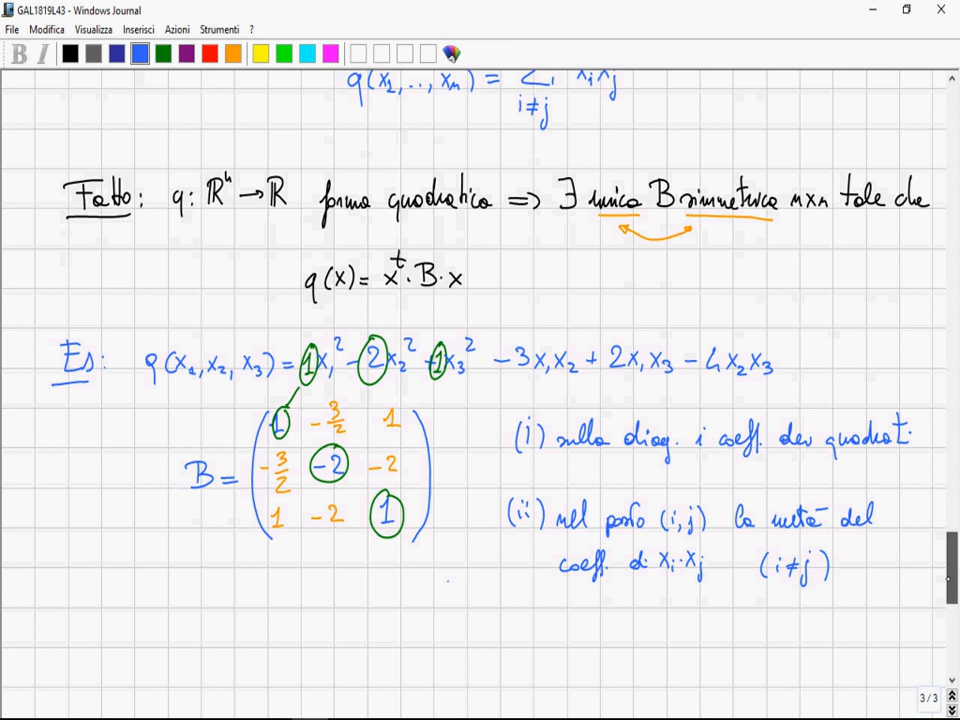 GAL1819L43 - Windows Journal
File Modifica Visualizza Inserisci Azioni Strumenti ?
B I
q(x₁,..,xₙ) = Σ xᵢxⱼ
i≠j
Fatto: q: ℝⁿ → ℝ forma quadratica ⇒ ∃ unica B simmetrica n×n tale che
q(x) = xᵗ·B·x
Es: q(x₁,x₂,x₃) = 1x₁² - 2x₂² + 1x₃² - 3x₁x₂ + 2x₁x₃ - 4x₂x₃
1 -3/2 1
B = -3/2 -2 -2
1 -2 1
(i) sulla diag. i coeff. dei quadrat.
(ii) nel posto (i,j) la metà del
coeff. di xᵢ·xⱼ (i≠j)
3/3